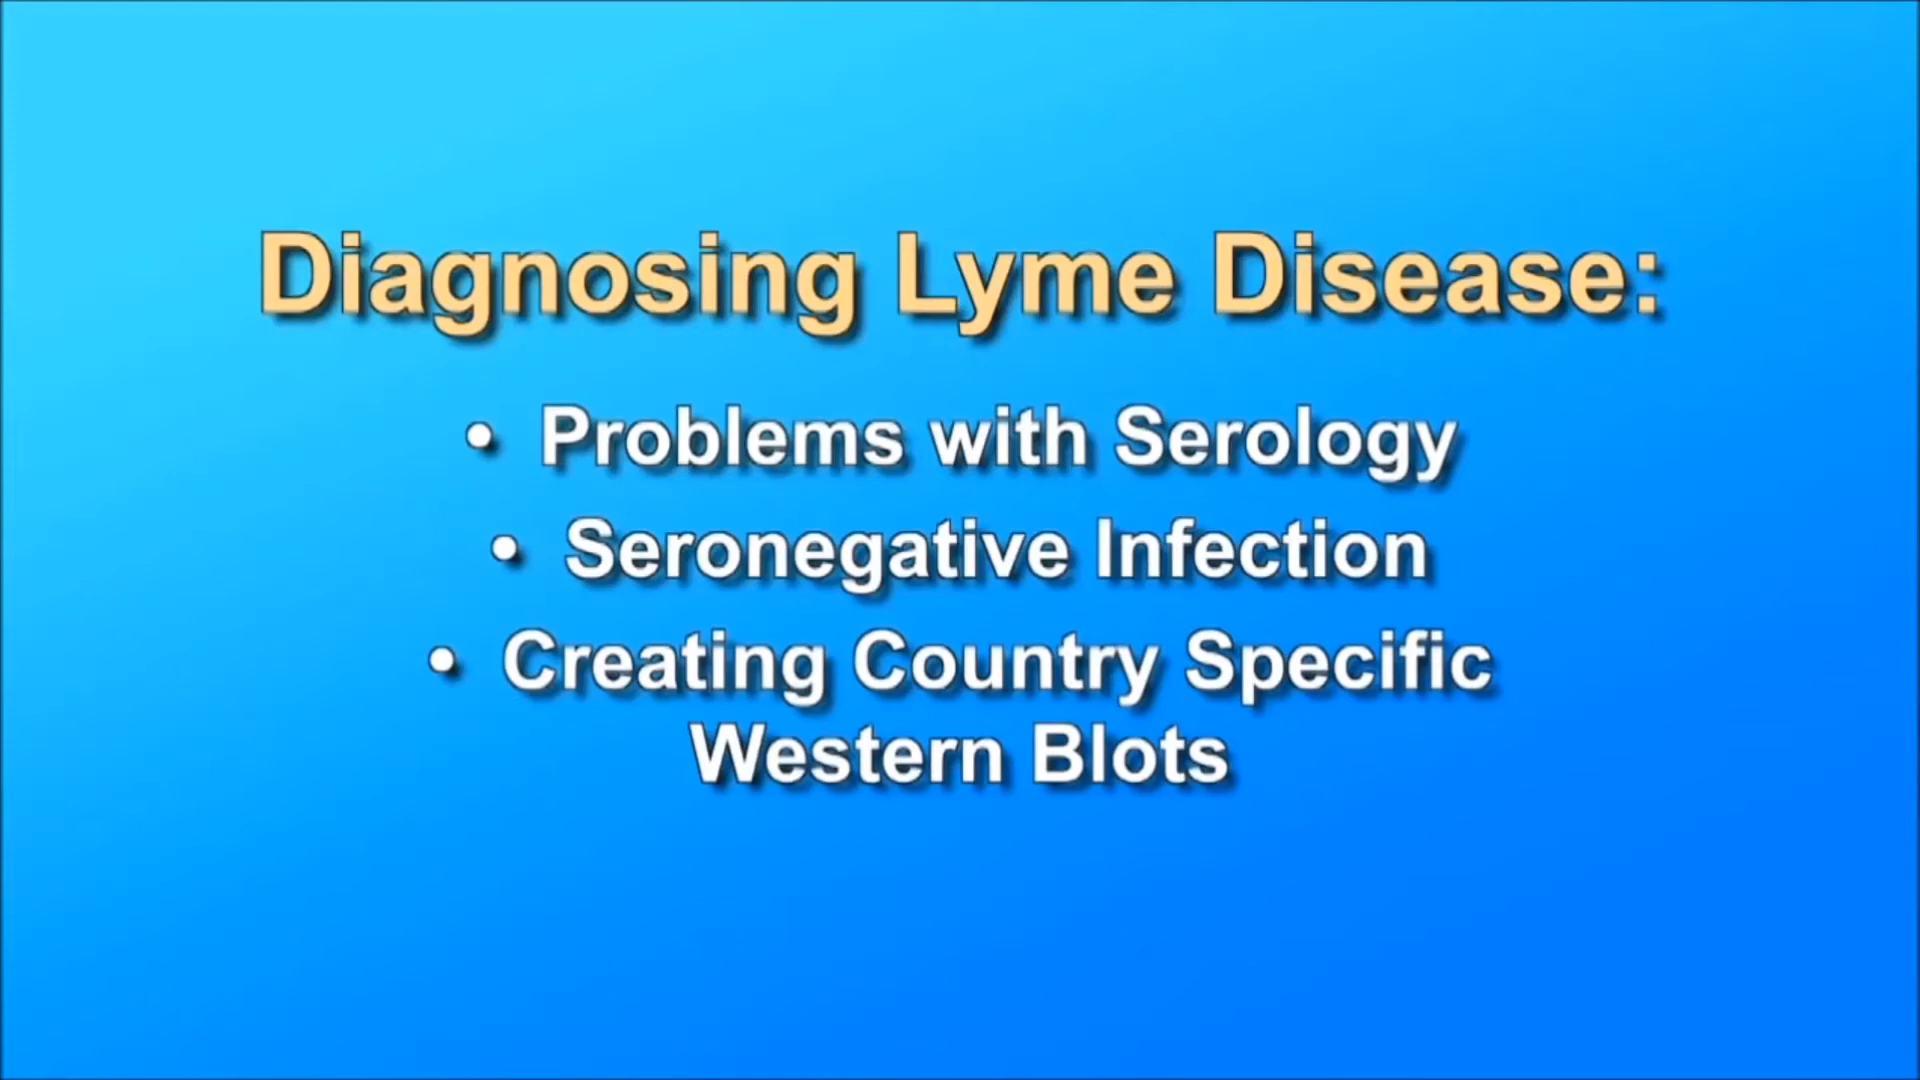 Diagnosing Lyme Disease:
• Problems with Serology
• Seronegative Infection
• Creating Country Specific
Western Blots